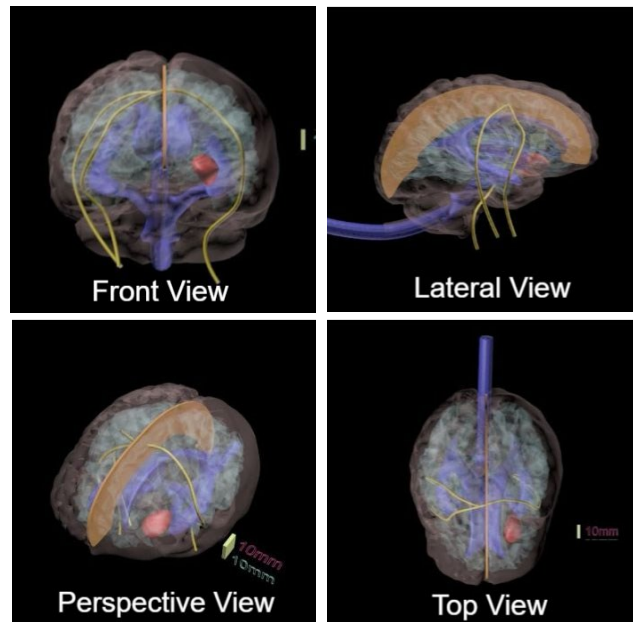 Front View
Lateral View
10mm
10mm
Perspective View
10mm
Top View